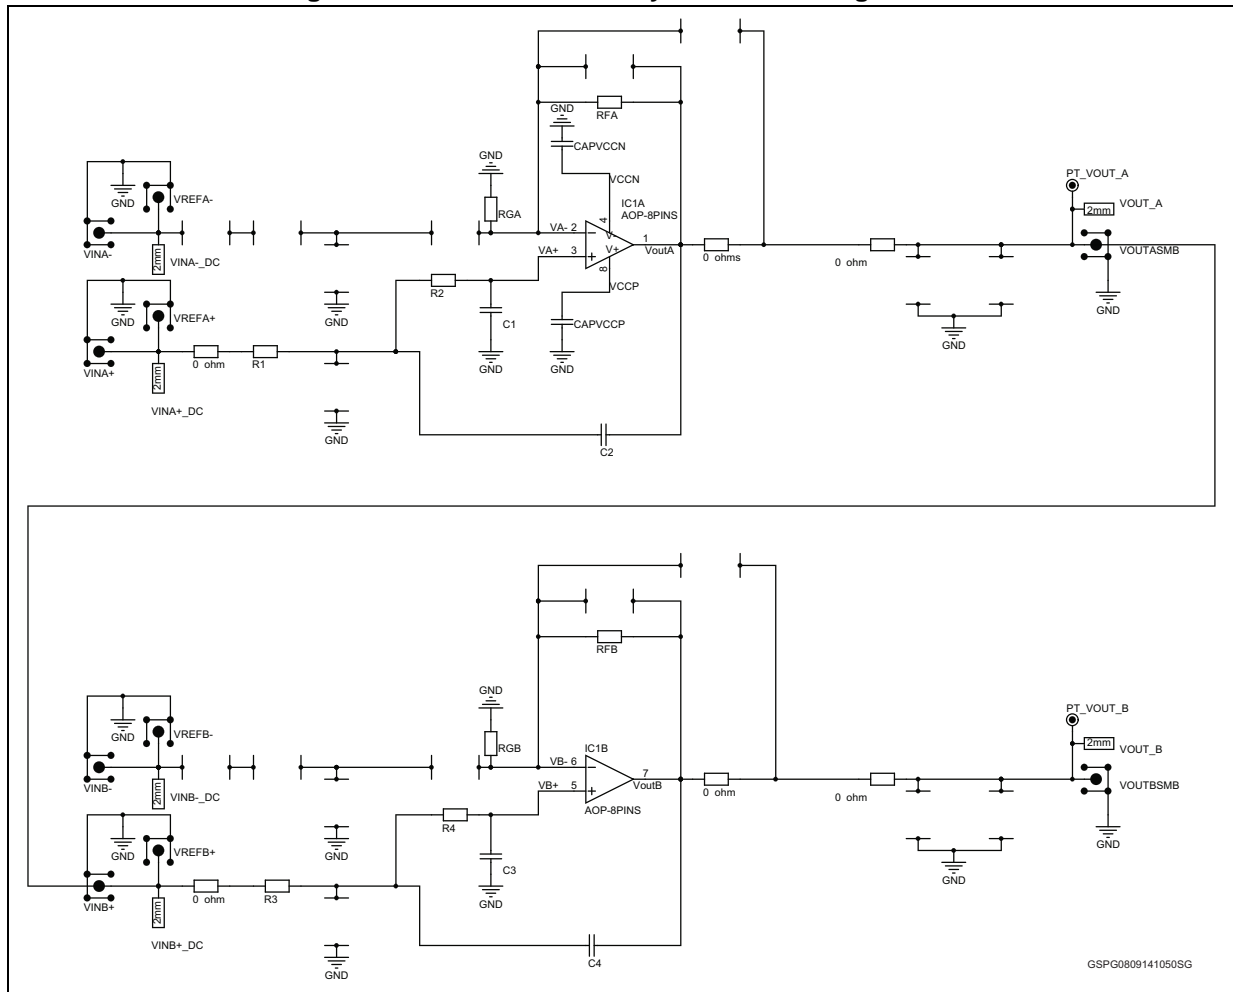 GND
RFA
CAPVCCN
GND
VCCN
PT_VOUT_A
GND
VREFA-
IC1A
AOP-8PINS
2mm
VOUT_A
RGA
4
V-
VA- 2
VINA-
2mm
VINA-_DC
VA+ 3
V+
1
VoutA
0 ohms
0 ohm
VOUTASMB
8
VCCP
R2
GND
GND
GND
VREFA+
C1
CAPVCCP
GND
VINA+
2mm
0 ohm
R1
GND
GND
VINA+_DC
GND
C2
GND
RFB
PT_VOUT_B
GND
VREFB-
RGB
IC1B
2mm
VOUT_B
VB- 6
VINB-
2mm
VINB-_DC
VB+ 5
7
VoutB
0 ohm
0 ohm
VOUTBSMB
AOP-8PINS
R4
GND
GND
GND
VREFB+
C3
GND
VINB+
2mm
0 ohm
R3
GND
VINB+_DC
GND
C4
GSPG0809141050SG